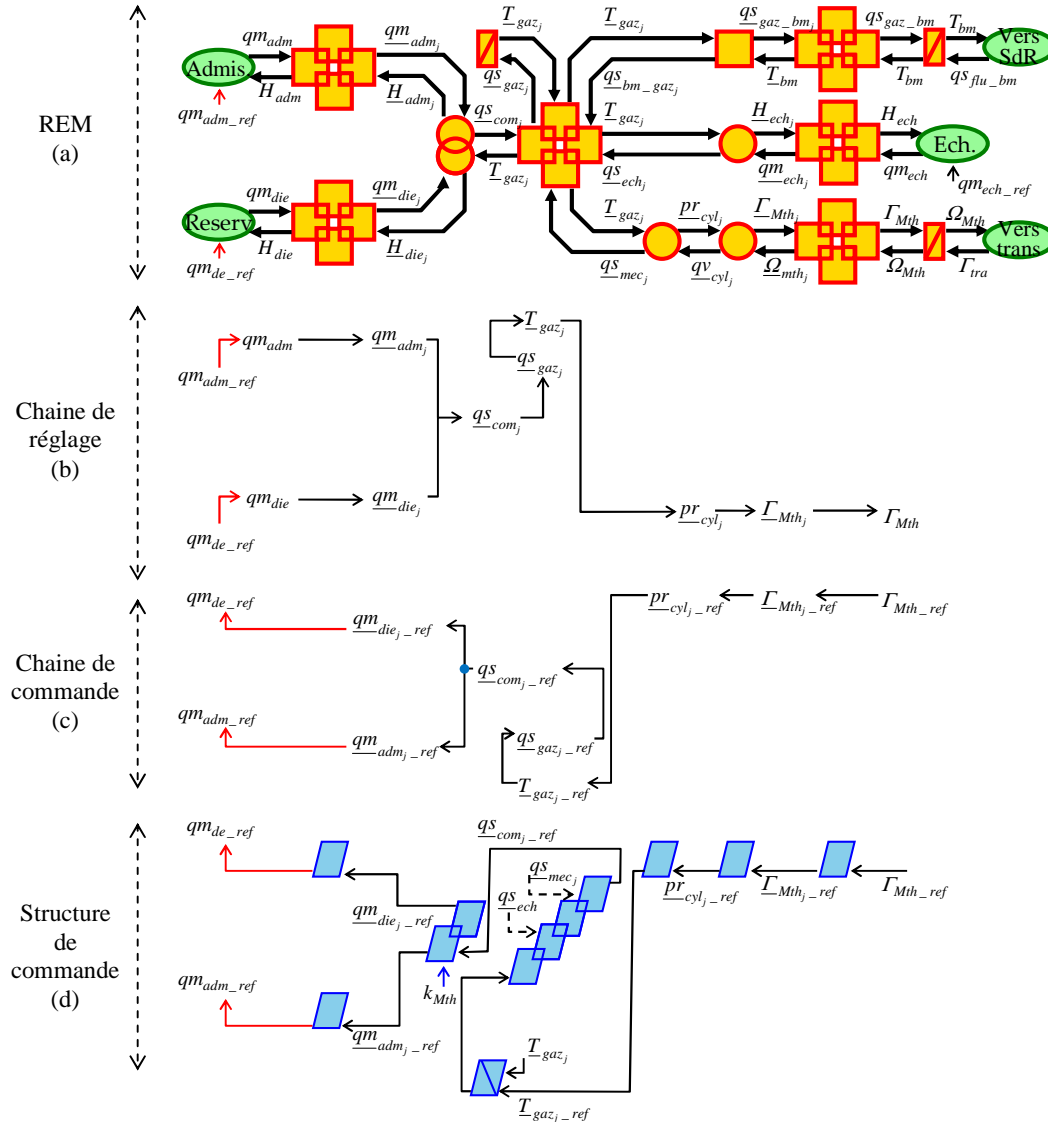 T_gaz_j T_gaz_j qs_gaz_bm_j qs_gaz_bm T_bm Vers SdR
qm_adm qm_adm_j
Admis
H_adm H_adm_j qs_gaz_j qs_bm_gaz_j T_bm T_bm qs_flu_bm
qm_adm_ref
REM
(a)
qs_com_j T_gaz_j H_ech_j H_ech
Ech.
T_gaz_j qs_ech_j qm_ech_j qm_ech
qm_ech_ref
qm_die qm_die_j
Reserv
H_die H_die_j
qm_de_ref
T_gaz_j pr_cyl_j Γ_Mth_j Γ_Mth Ω_Mth
Vers trans
qs_mec_j qv_cyl_j Ω_mth_j Ω_Mth Γ_tra
Chaine de
réglage
(b)
qm_adm qm_adm_j T_gaz_j
qm_adm_ref qs_gaz_j
qs_com_j
qm_die qm_die_j pr_cyl_j Γ_Mth_j Γ_Mth
qm_de_ref
Chaine de
commande
(c)
qm_de_ref pr_cyl_j_ref Γ_Mth_j_ref Γ_Mth_ref
qm_die_j_ref
qs_com_j_ref
qm_adm_ref
qm_adm_j_ref qs_gaz_j_ref
T_gaz_j_ref
Structure
de
commande
(d)
qm_de_ref qs_com_j_ref
qs_mec_j pr_cyl_j_ref Γ_Mth_j_ref Γ_Mth_ref
qm_die_j_ref qs_ech
qm_adm_ref k_Mth
qm_adm_j_ref T_gaz_j
T_gaz_j_ref